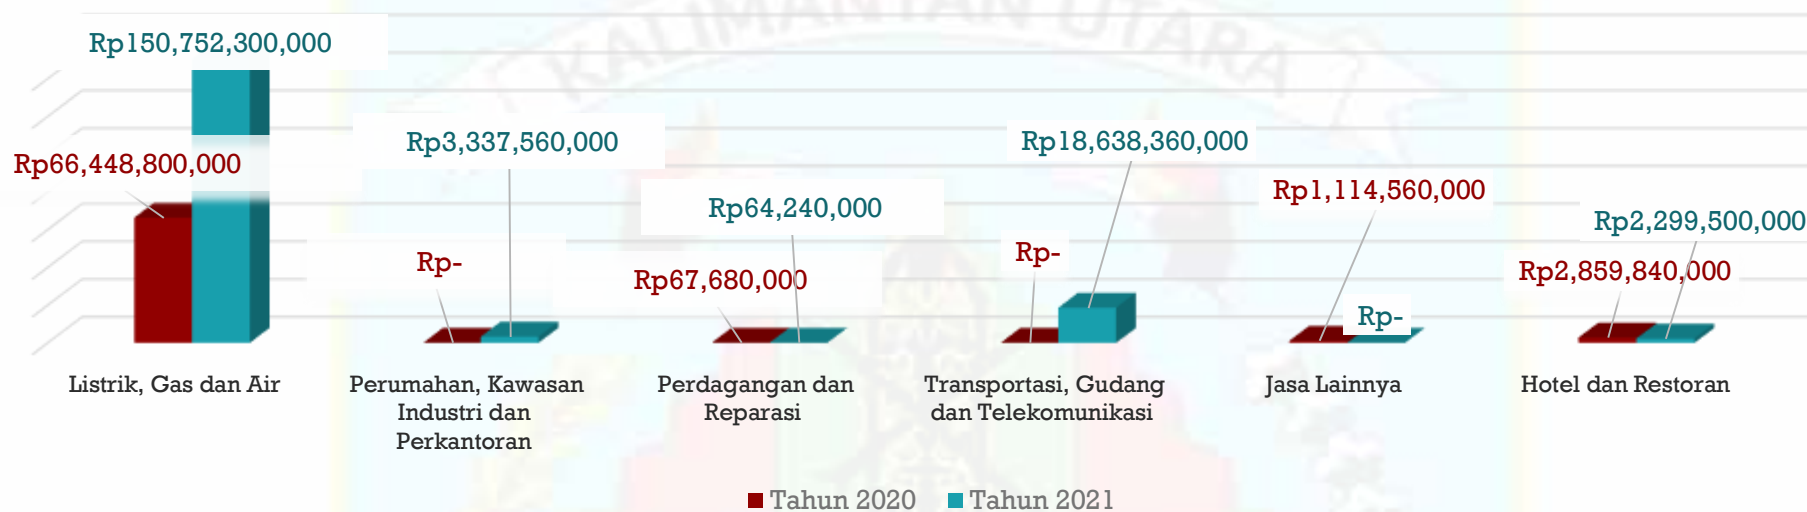 KALIMANTAN UTARA
Rp150,752,300,000
Rp66,448,800,000
Rp3,337,560,000
Rp-
Rp64,240,000
Rp67,680,000
Rp18,638,360,000
Rp-
Rp1,114,560,000
Rp-
Rp2,299,500,000
Rp2,859,840,000
Listrik, Gas dan Air
Perumahan, Kawasan
Industri dan
Perkantoran
Perdagangan dan
Reparasi
Transportasi, Gudang
dan Telekomunikasi
Jasa Lainnya
Hotel dan Restoran
Tahun 2020
Tahun 2021